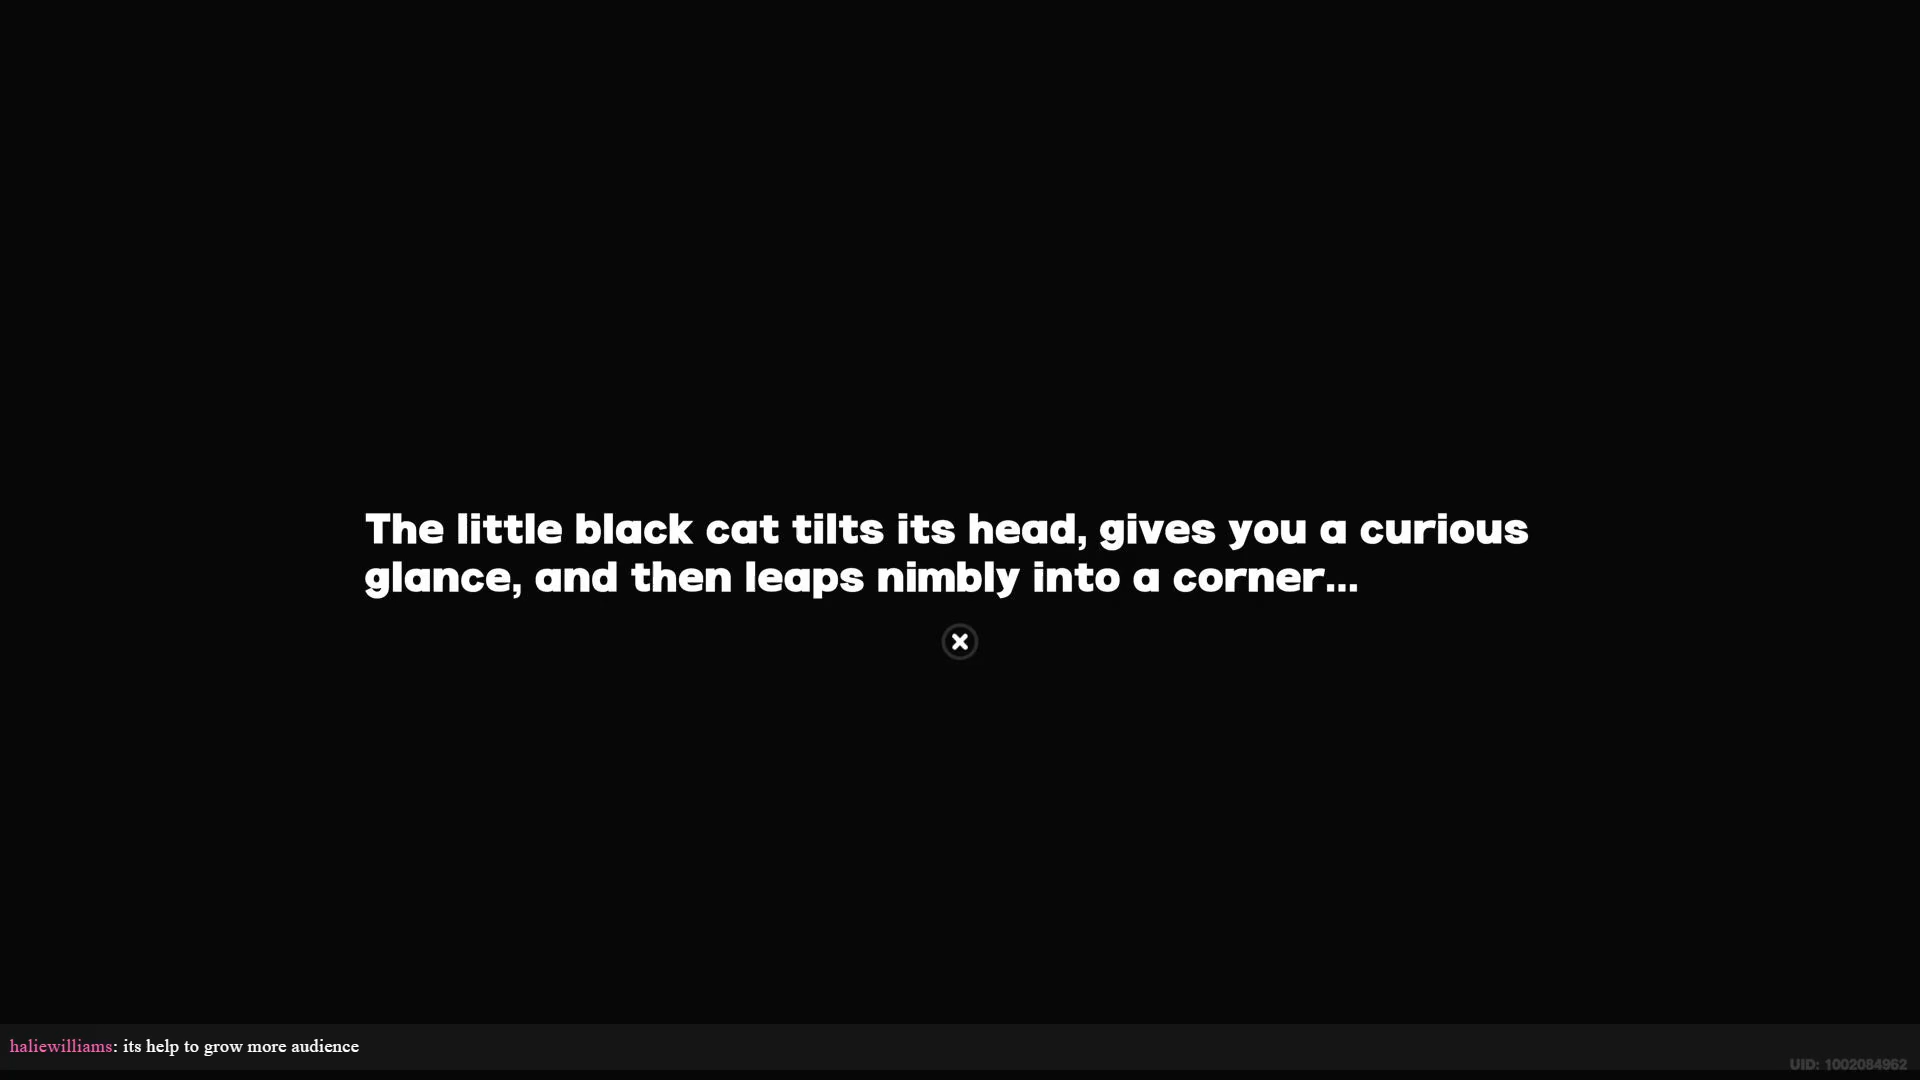 The little black cat tilts its head, gives you a curious
glance, and then leaps nimbly into a corner...
haliewilliams: its help to grow more audience
UID: 1002084962